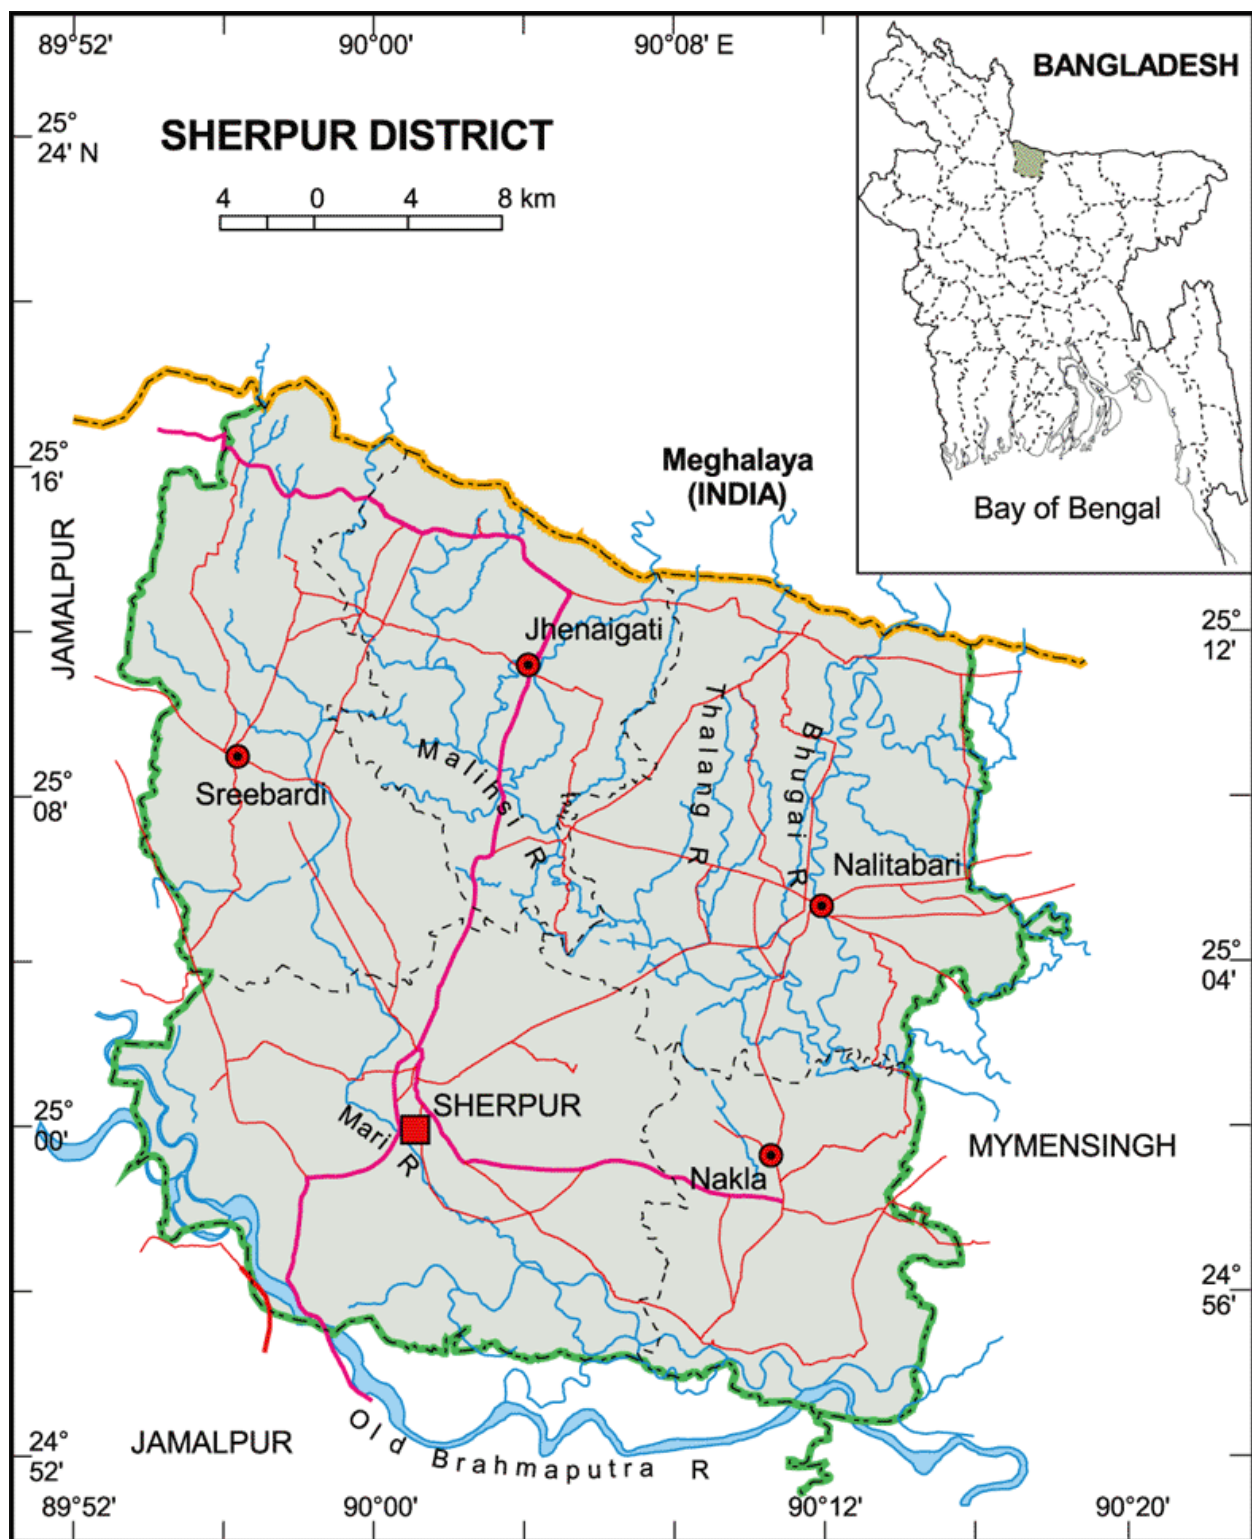 89°52'
90°00'
90°08' E
BANGLADESH
25°
24' N
SHERPUR DISTRICT
4 0 4 8 km
Meghalaya
(INDIA)
Bay of Bengal
25°
16'
JAMALPUR
Jhenaigati
25°
12'
Thalang R
Bhugai R
Malihsi R
Sreebardi
25°
08'
Nalitabari
25°
04'
SHERPUR
25°
00'
Mari R
MYMENSINGH
Nakla
24°
56'
JAMALPUR
Old Brahmaputra R
24°
52'
89°52'
90°00'
90°12'
90°20'